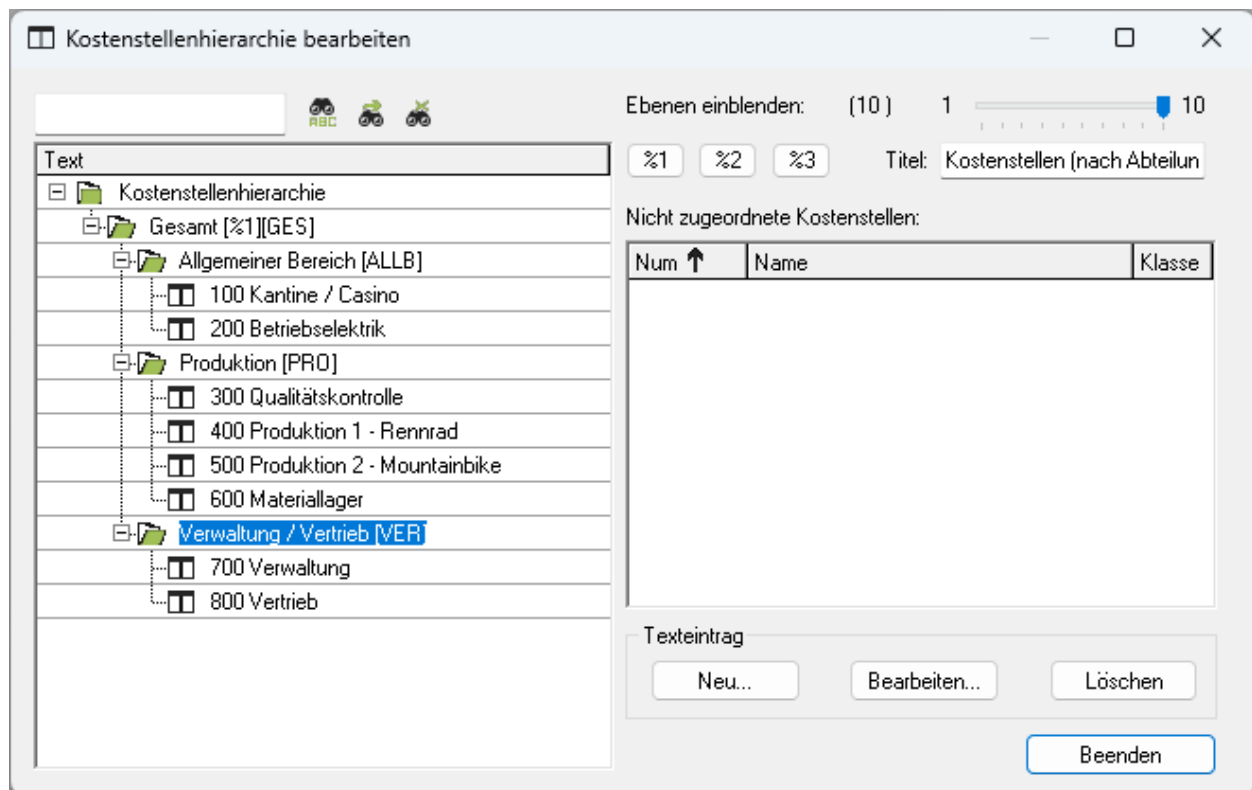 Kostenstellenhierarchie bearbeiten
ABC
Ebenen einblenden: (10 ) 1 10
%1 %2 %3 Titel: Kostenstellen (nach Abteilun
Text
Kostenstellenhierarchie
Gesamt [%1][GES]
Allgemeiner Bereich [ALLB]
100 Kantine / Casino
200 Betriebselektrik
Produktion [PRO]
300 Qualitätskontrolle
400 Produktion 1 - Rennrad
500 Produktion 2 - Mountainbike
600 Materiallager
Verwaltung / Vertrieb [VER]
700 Verwaltung
800 Vertrieb
Nicht zugeordnete Kostenstellen:
Num Name Klasse
Texteintrag
Neu... Bearbeiten... Löschen
Beenden